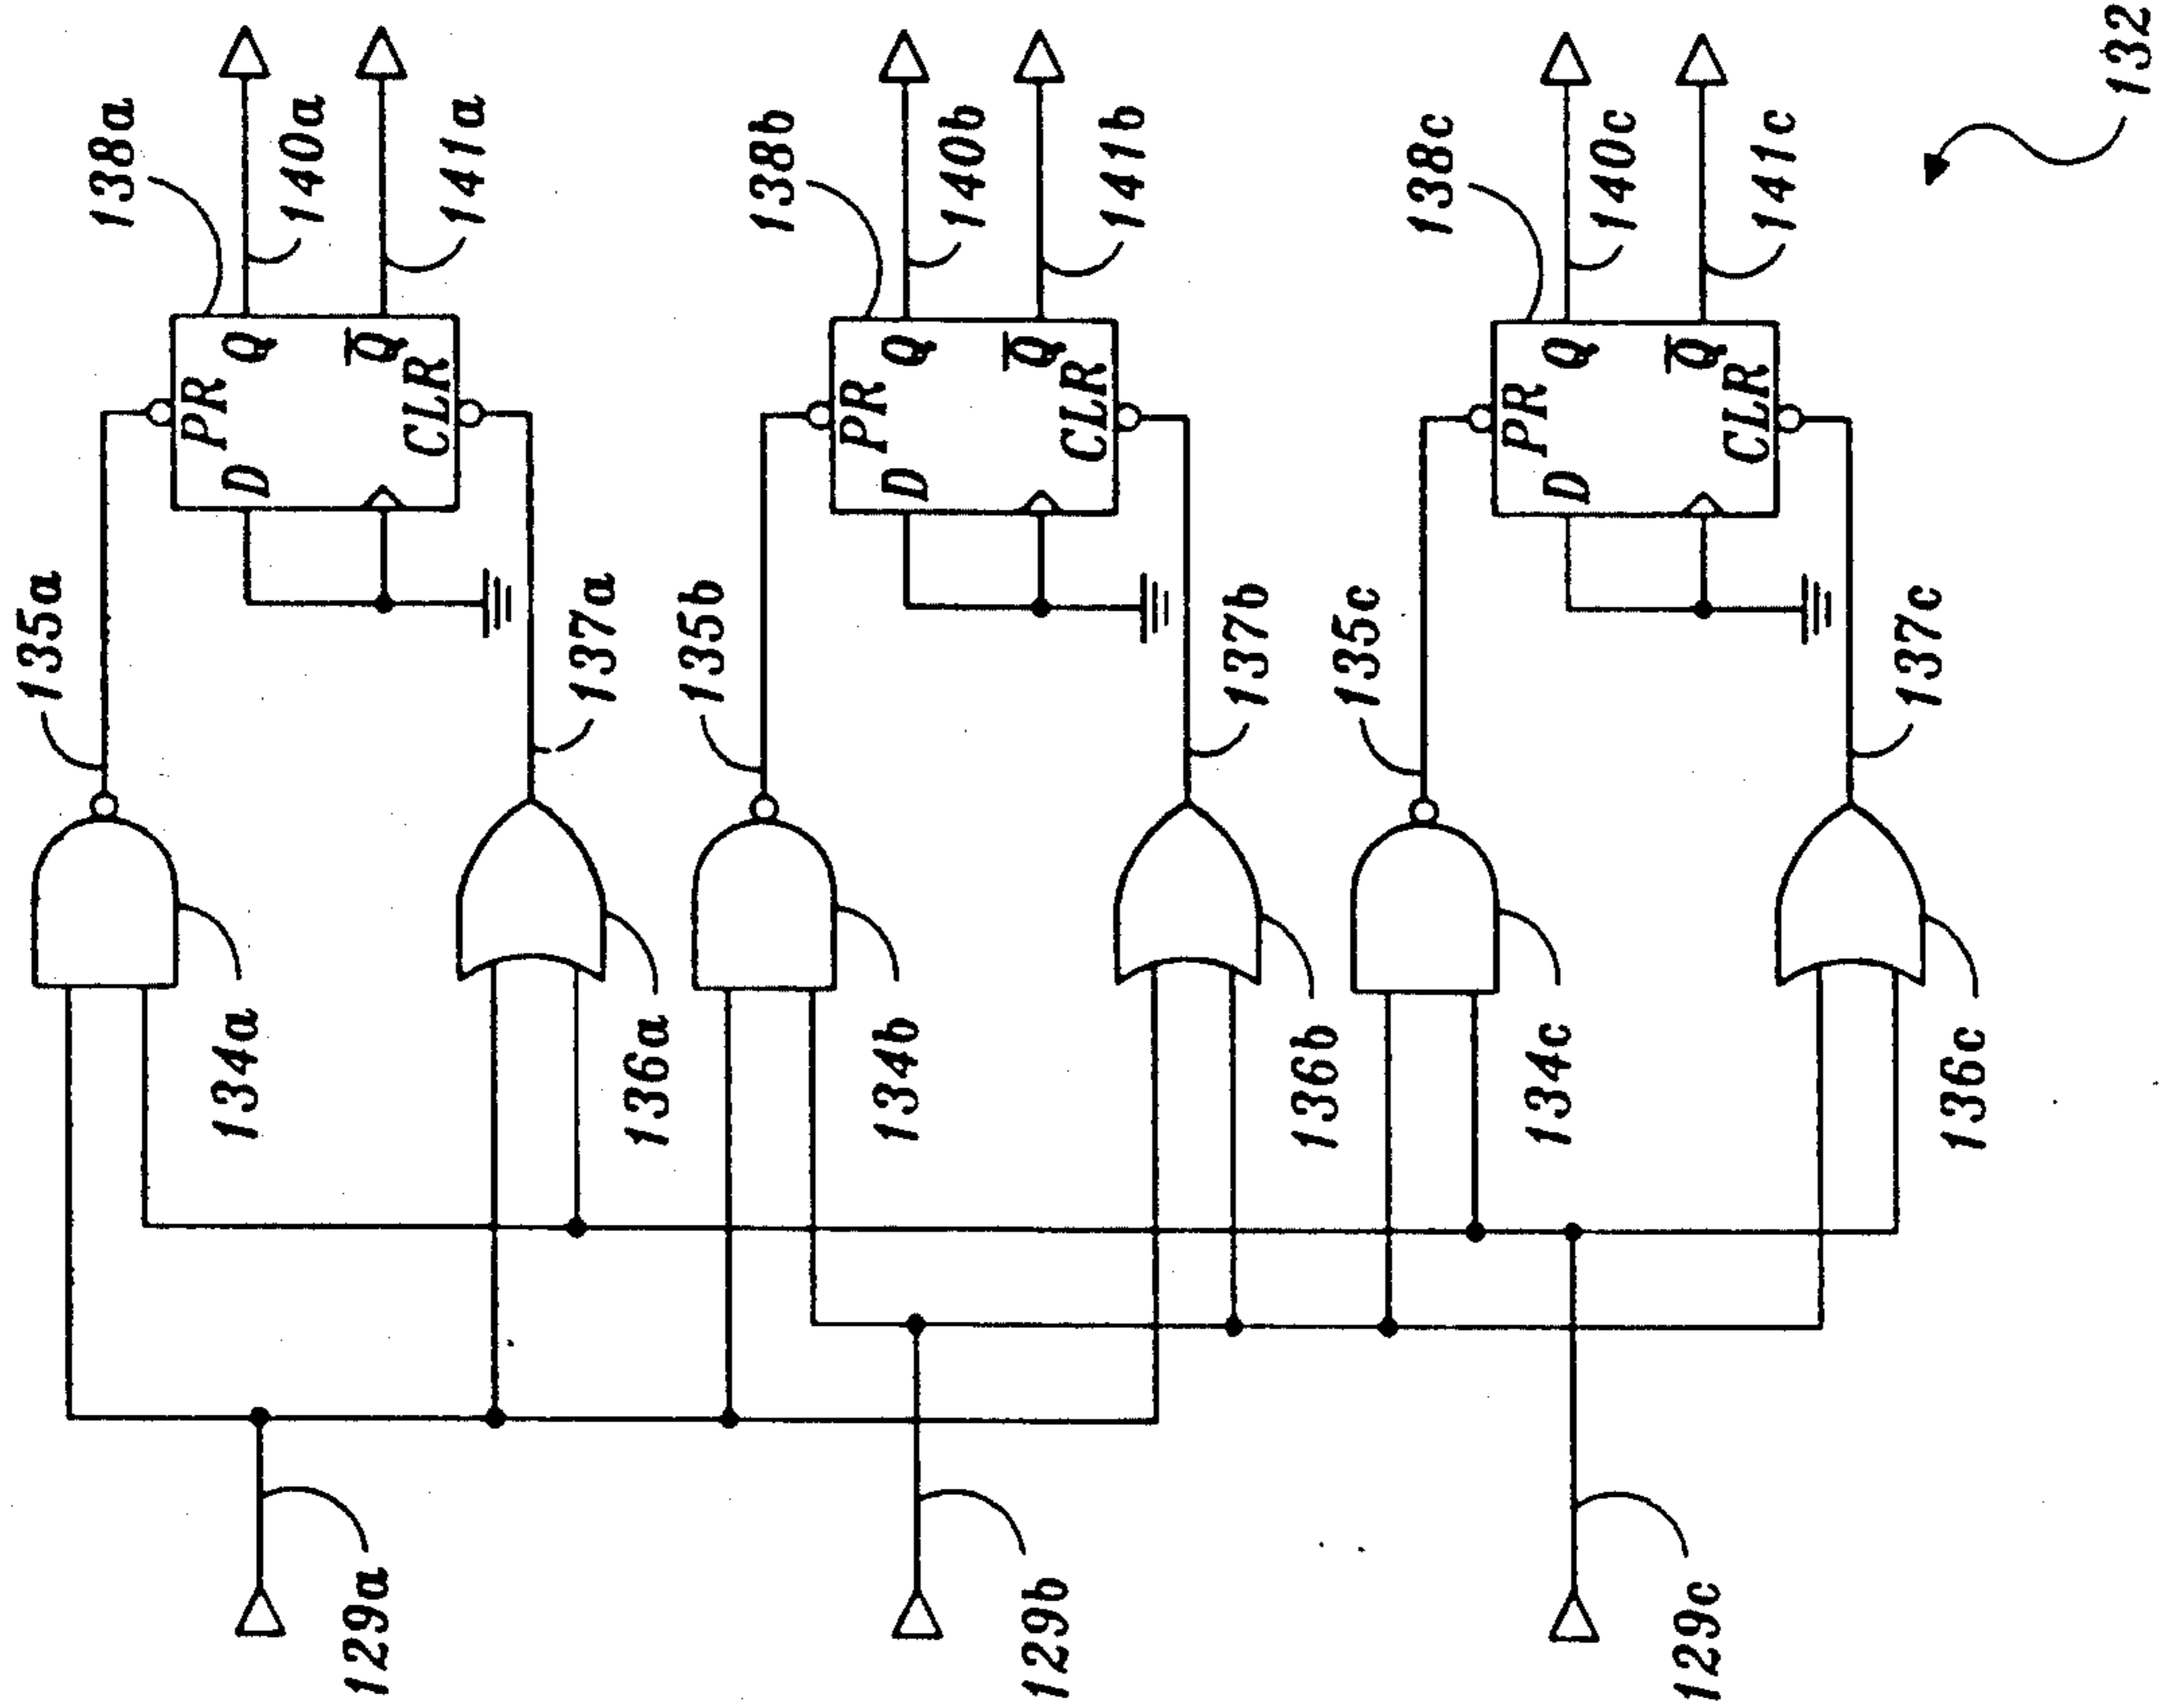 138a
140a
141a
135a
PR
D
Q
Q̅
CLR
137a
134a
136a
129a
138b
140b
141b
135b
PR
D
Q
Q̅
CLR
137b
134b
136b
129b
138c
140c
141c
135c
PR
D
Q
Q̅
CLR
137c
134c
136c
129c
132